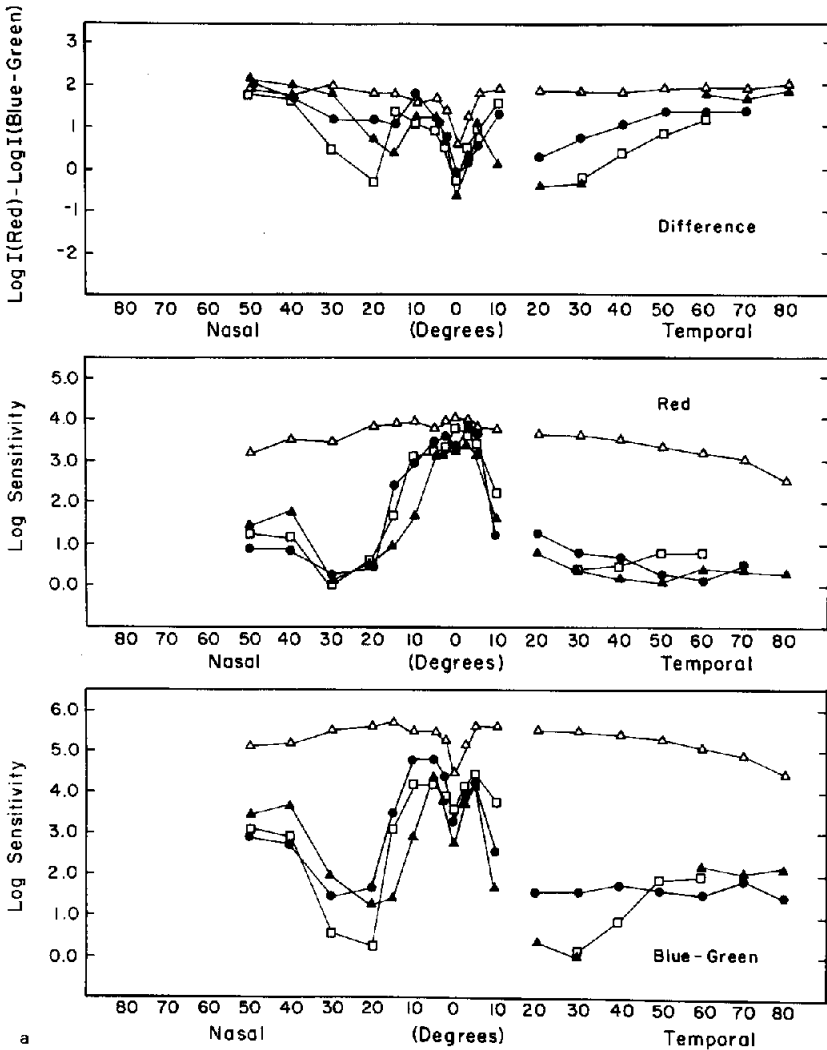 Log I(Red)-Log I(Blue-Green)
3
2
1
0
-1
-2
Difference
80 70 60 50 40 30 20 10 0 10 20 30 40 50 60 70 80
Nasal (Degrees) Temporal
Log Sensitivity
5.0
4.0
3.0
2.0
1.0
0.0
Red
80 70 60 50 40 30 20 10 0 10 20 30 40 50 60 70 80
Nasal (Degrees) Temporal
Log Sensitivity
6.0
5.0
4.0
3.0
2.0
1.0
0.0
Blue-Green
80 70 60 50 40 30 20 10 0 10 20 30 40 50 60 70 80
a Nasal (Degrees) Temporal